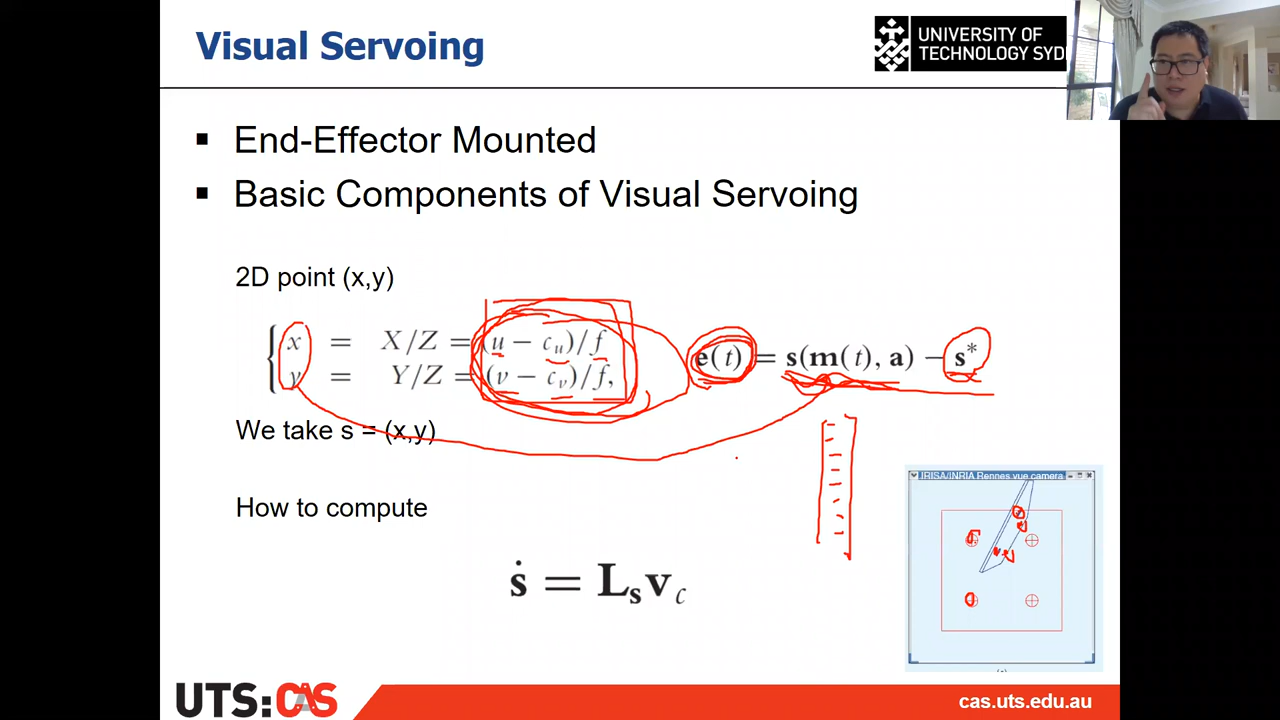 Visual Servoing
UNIVERSITY OF
TECHNOLOGY SYD
▪ End-Effector Mounted
▪ Basic Components of Visual Servoing
2D point (x,y)
x = X/Z = (u − c_u)/f
y = Y/Z = (v − c_v)/f,
e(t) = s(m(t), a) − s*
We take s = (x,y)
How to compute
ṡ = L_s v_c
IRISA/INRIA Rennes vue camera
UTS:CAS
cas.uts.edu.au